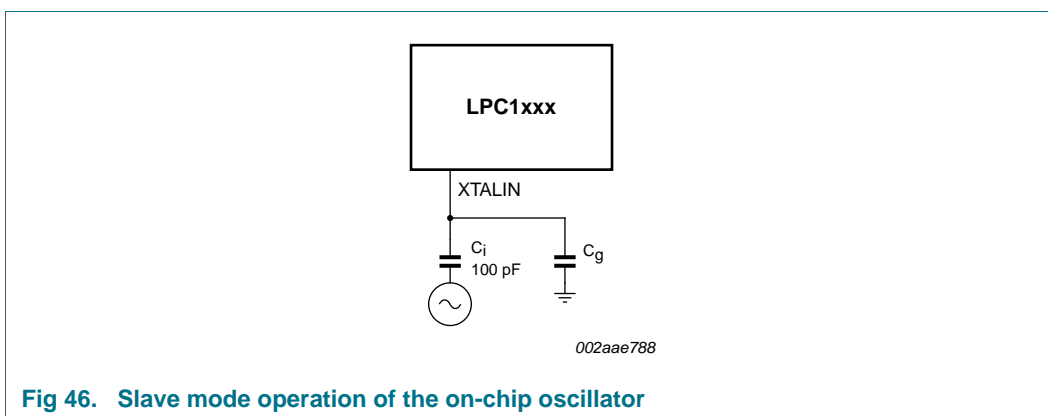 LPC1xxx
XTALIN
Ci
100 pF
Cg
002aae788
Fig 46. Slave mode operation of the on-chip oscillator